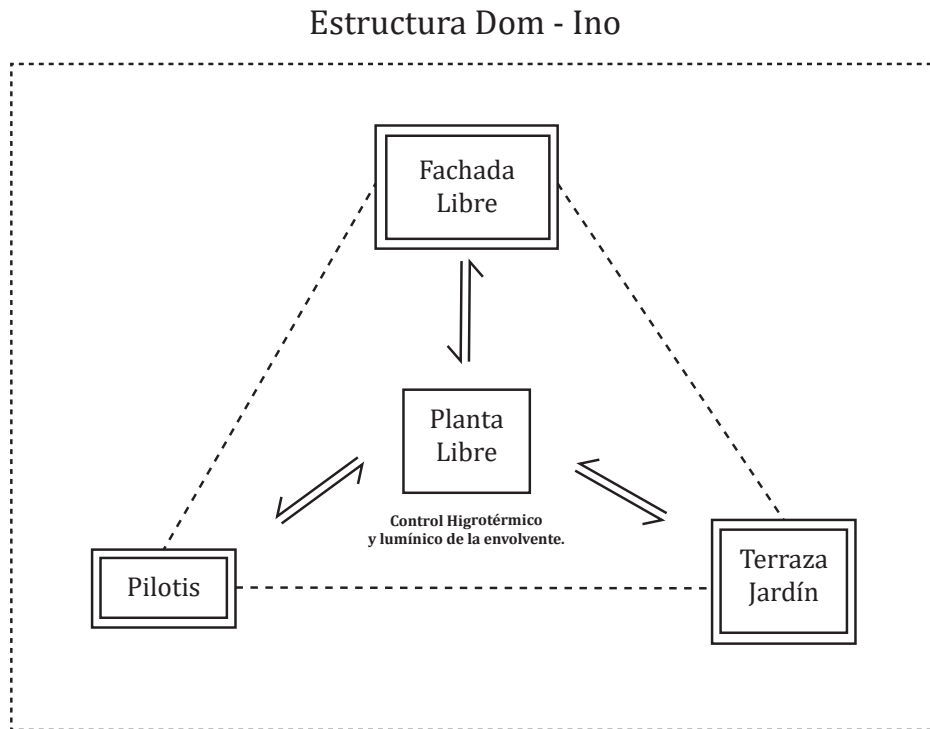 Estructura Dom - Ino
Fachada
Libre
Planta
Libre
Control Higrotérmico
y lumínico de la envolvente.
Pilotis
Terraza
Jardín